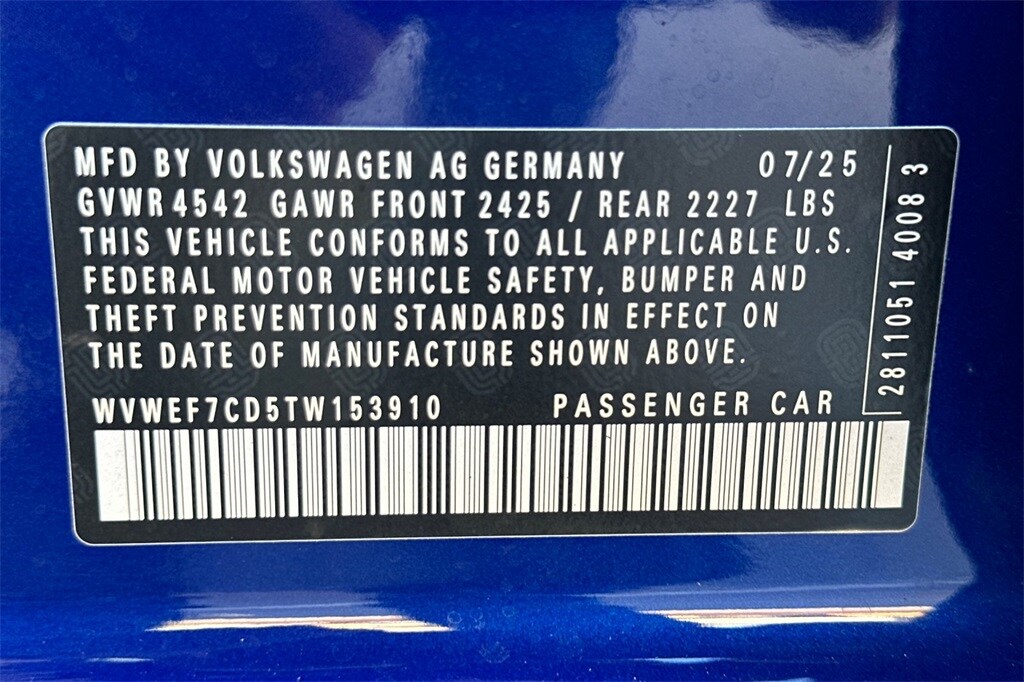 MFD BY VOLKSWAGEN AG GERMANY 07/25
GVWR 4542 GAWR FRONT 2425 / REAR 2227 LBS
THIS VEHICLE CONFORMS TO ALL APPLICABLE U.S.
FEDERAL MOTOR VEHICLE SAFETY, BUMPER AND
THEFT PREVENTION STANDARDS IN EFFECT ON
THE DATE OF MANUFACTURE SHOWN ABOVE.
WVWEF7CD5TW153910 PASSENGER CAR
2811051 4008 3